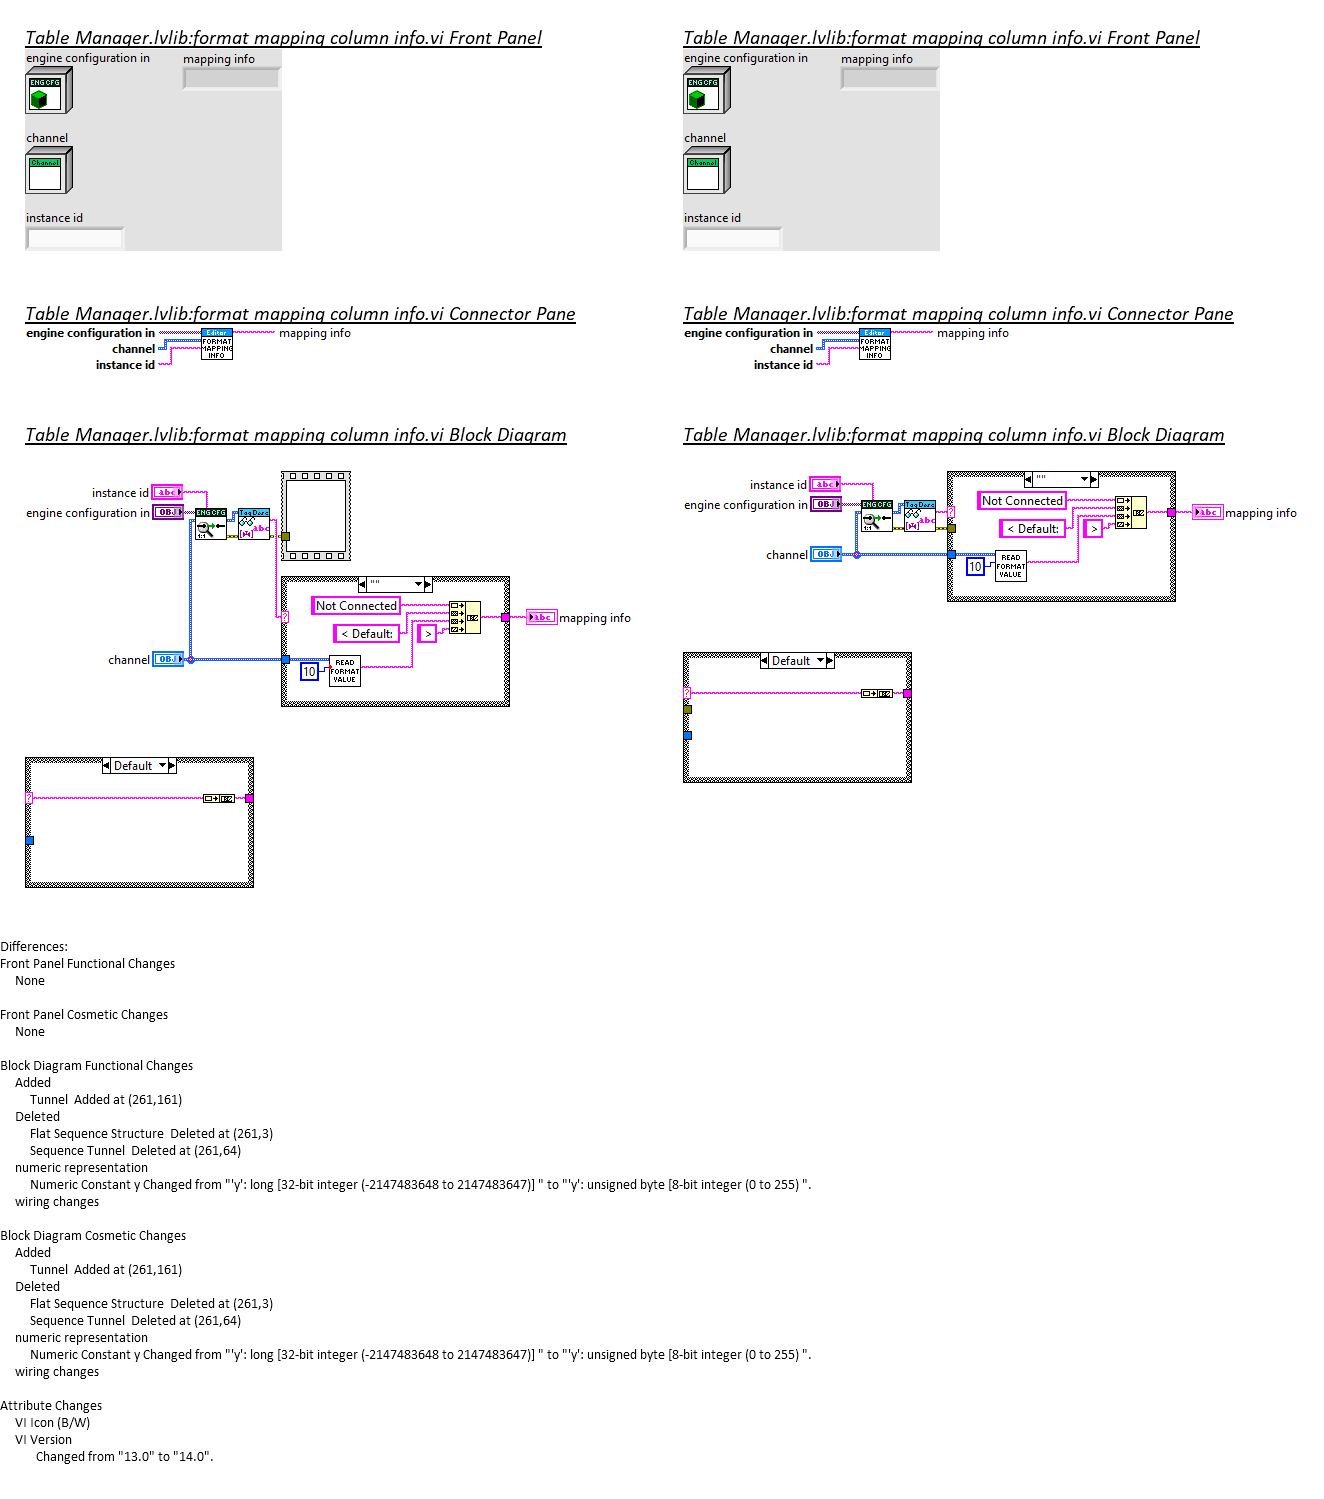 Table Manager.lvlib:format mapping column info.vi Front Panel
engine configuration in
mapping info
ENG CFG
channel
Channel
instance id
Table Manager.lvlib:format mapping column info.vi Connector Pane
engine configuration in
channel
instance id
Editor
FORMAT
MAPPING
INFO
mapping info
Table Manager.lvlib:format mapping column info.vi Block Diagram
instance id
abc
engine configuration in
OBJ
ENG CFG
1:1
Tag Desc
abc
""
Not Connected
< Default:
>
abc
mapping info
channel
OBJ
10
READ
FORMAT
VALUE
Default
Table Manager.lvlib:format mapping column info.vi Front Panel
engine configuration in
mapping info
ENG CFG
channel
Channel
instance id
Table Manager.lvlib:format mapping column info.vi Connector Pane
engine configuration in
channel
instance id
Editor
FORMAT
MAPPING
INFO
mapping info
Table Manager.lvlib:format mapping column info.vi Block Diagram
instance id
abc
engine configuration in
OBJ
ENG CFG
1:1
Tag Desc
abc
""
Not Connected
< Default:
>
abc
mapping info
channel
OBJ
10
READ
FORMAT
VALUE
Default
Differences:
Front Panel Functional Changes
None
Front Panel Cosmetic Changes
None
Block Diagram Functional Changes
Added
Tunnel  Added at (261,161)
Deleted
Flat Sequence Structure  Deleted at (261,3)
Sequence Tunnel  Deleted at (261,64)
numeric representation
Numeric Constant y Changed from "'y': long [32-bit integer (-2147483648 to 2147483647)] " to "'y': unsigned byte [8-bit integer (0 to 255) ".
wiring changes
Block Diagram Cosmetic Changes
Added
Tunnel  Added at (261,161)
Deleted
Flat Sequence Structure  Deleted at (261,3)
Sequence Tunnel  Deleted at (261,64)
numeric representation
Numeric Constant y Changed from "'y': long [32-bit integer (-2147483648 to 2147483647)] " to "'y': unsigned byte [8-bit integer (0 to 255) ".
wiring changes
Attribute Changes
VI Icon (B/W)
VI Version
Changed from "13.0" to "14.0".